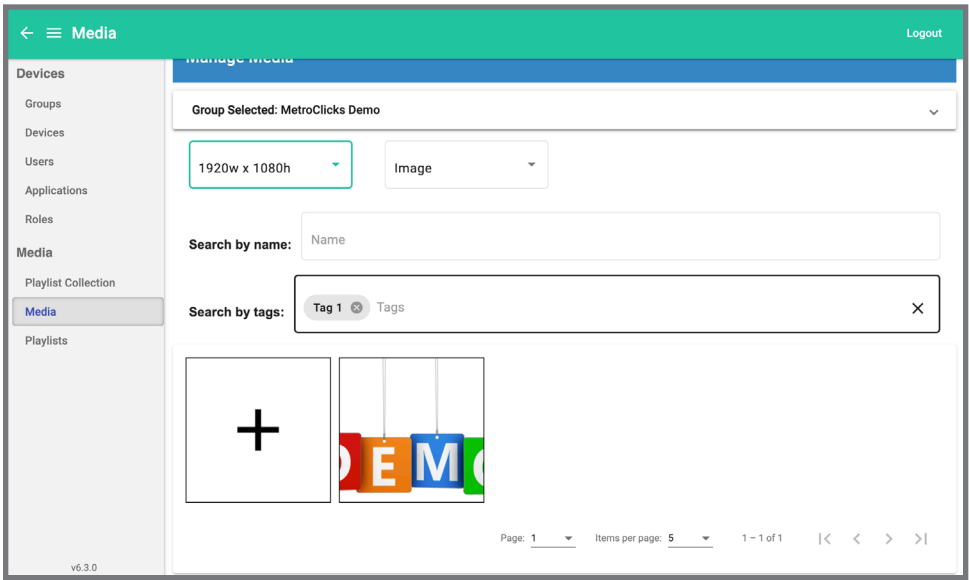 Media
Logout
Devices
Groups
Devices
Users
Applications
Roles
Media
Playlist Collection
Media
Playlists
v6.3.0
Manage Media
Group Selected: MetroClicks Demo
1920w x 1080h
Image
Search by name:
Name
Search by tags:
Tag 1
Tags
DEMO
Page: 1
Items per page: 5
1 – 1 of 1